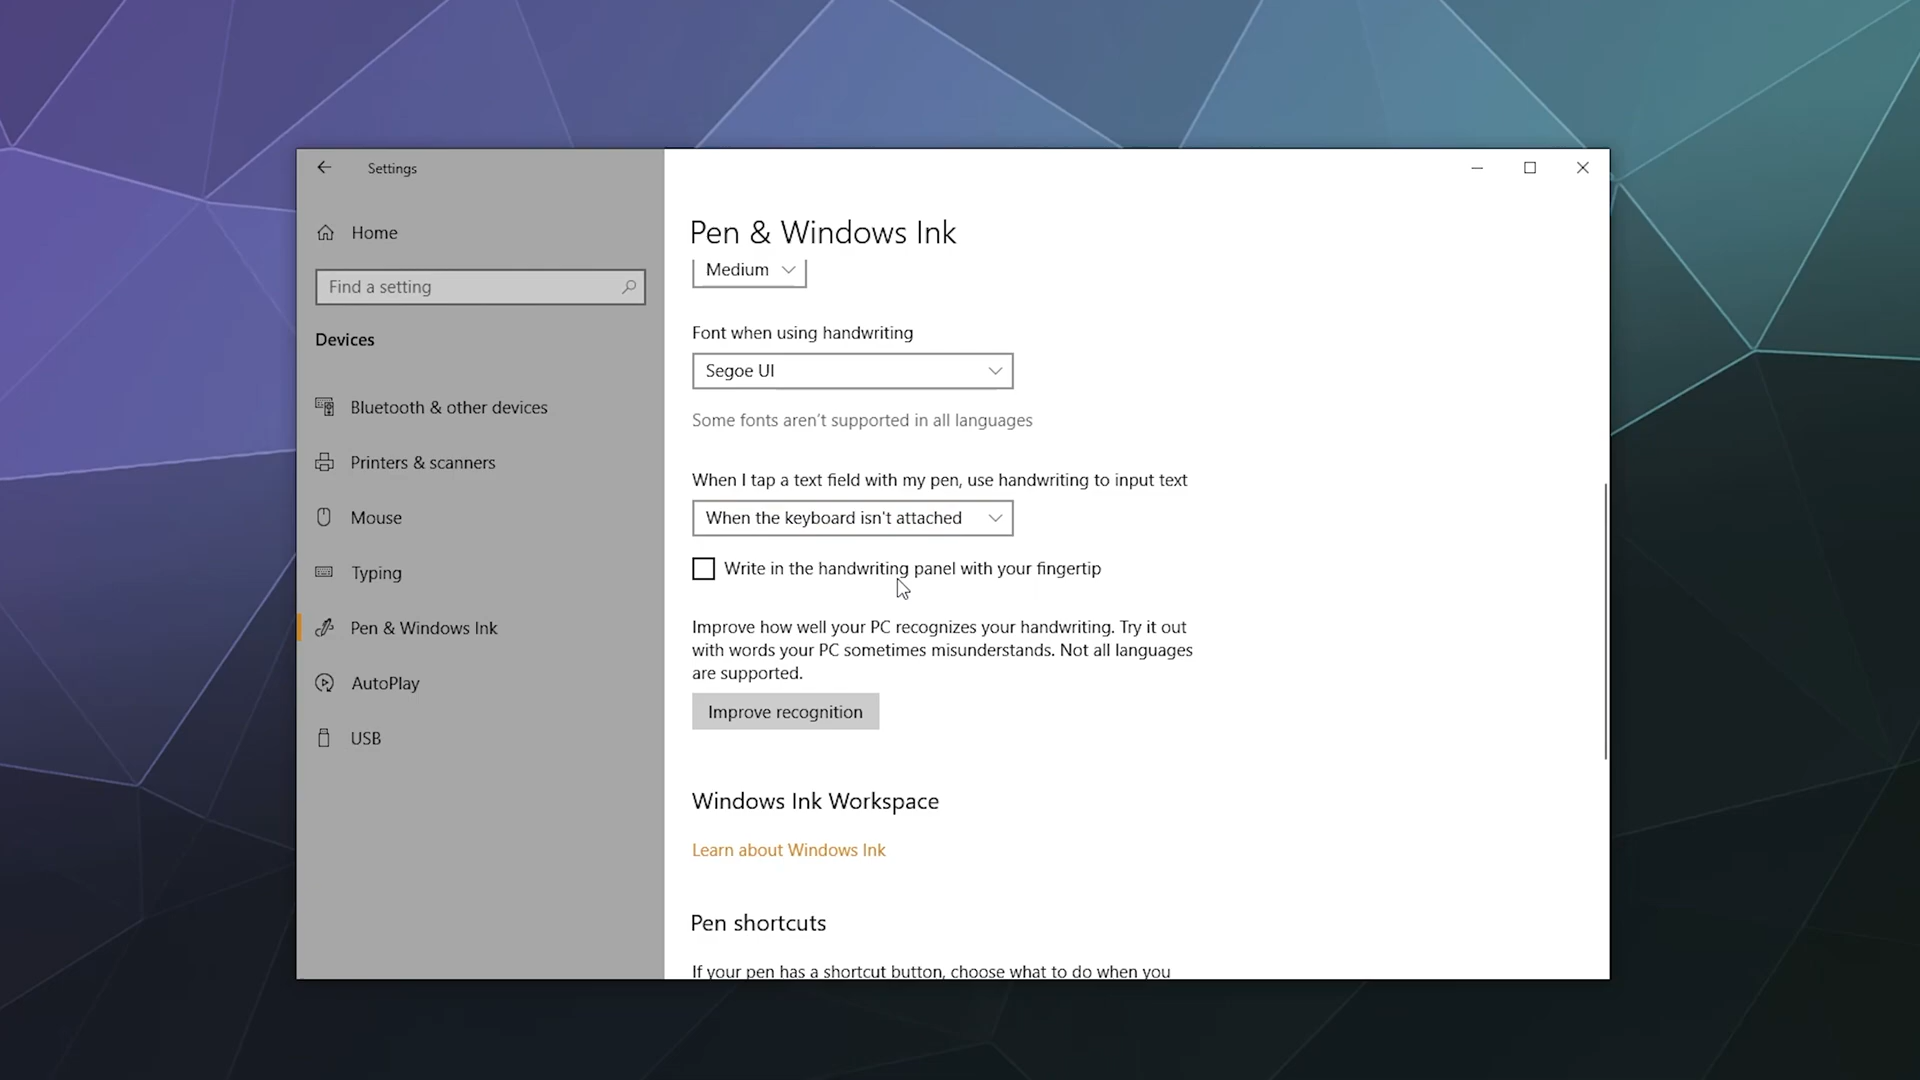 Settings
Home
Find a setting
Devices
Bluetooth & other devices
Printers & scanners
Mouse
Typing
Pen & Windows Ink
AutoPlay
USB
Pen & Windows Ink
Medium
Font when using handwriting
Segoe UI
Some fonts aren't supported in all languages
When I tap a text field with my pen, use handwriting to input text
When the keyboard isn't attached
Write in the handwriting panel with your fingertip
Improve how well your PC recognizes your handwriting. Try it out
with words your PC sometimes misunderstands. Not all languages
are supported.
Improve recognition
Windows Ink Workspace
Learn about Windows Ink
Pen shortcuts
If your pen has a shortcut button, choose what to do when you